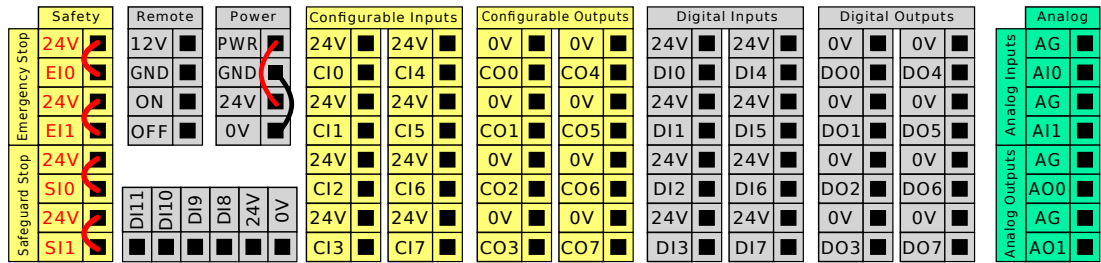 Safety
Emergency Stop
24V
EI0
24V
EI1
Safeguard Stop
24V
SI0
24V
SI1
Remote
12V
GND
ON
OFF
Power
PWR
GND
24V
0V
DI11 DI10 DI9 DI8 24V 0V
Configurable Inputs
24V 24V
CI0 CI4
24V 24V
CI1 CI5
24V 24V
CI2 CI6
24V 24V
CI3 CI7
Configurable Outputs
0V 0V
CO0 CO4
0V 0V
CO1 CO5
0V 0V
CO2 CO6
0V 0V
CO3 CO7
Digital Inputs
24V 24V
DI0 DI4
24V 24V
DI1 DI5
24V 24V
DI2 DI6
24V 24V
DI3 DI7
Digital Outputs
0V 0V
DO0 DO4
0V 0V
DO1 DO5
0V 0V
DO2 DO6
0V 0V
DO3 DO7
Analog
Analog Inputs
AG
AI0
AG
AI1
Analog Outputs
AG
AO0
AG
AO1